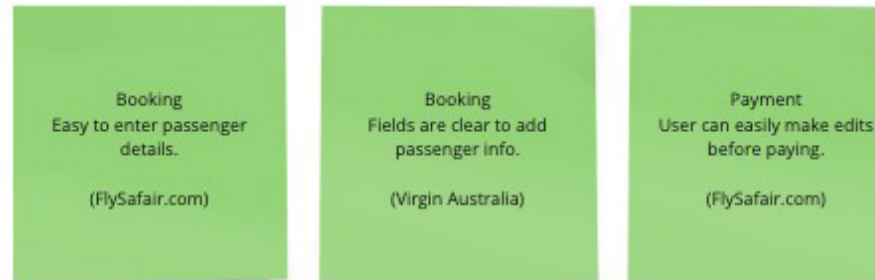 Booking
Easy to enter passenger
details.
(FlySafair.com)
Booking
Fields are clear to add
passenger info.
(Virgin Australia)
Payment
User can easily make edits
before paying.
(FlySafair.com)